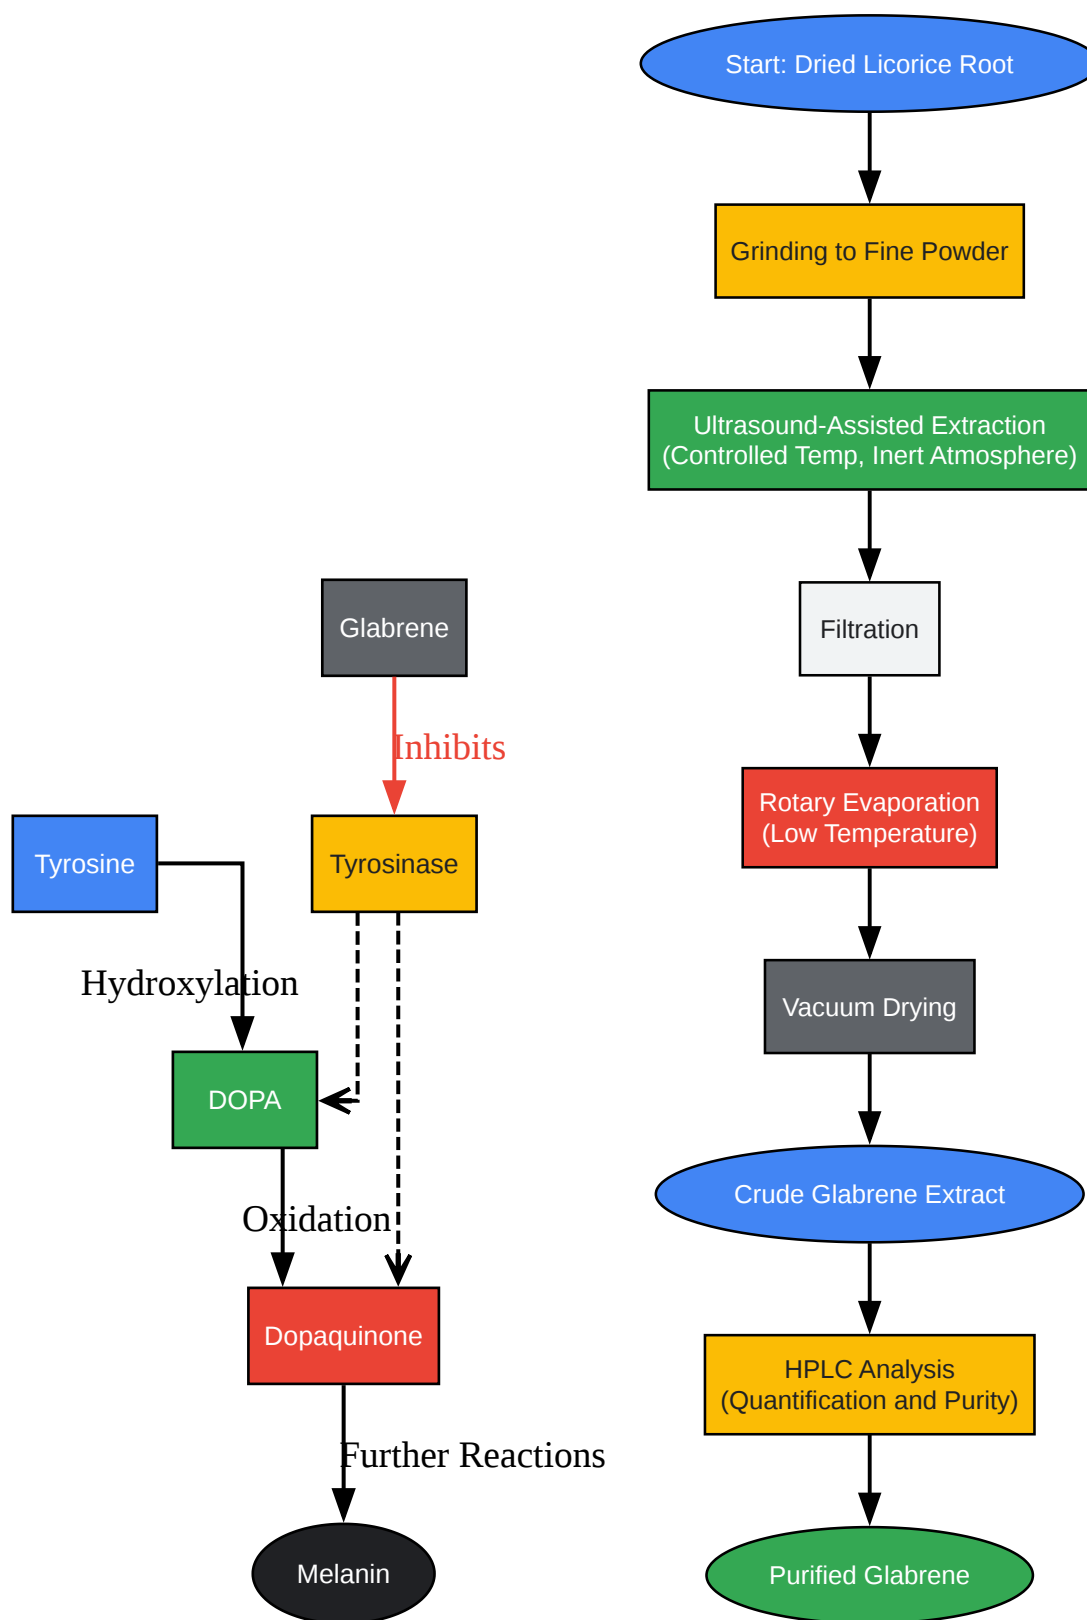 Start: Dried Licorice Root
Grinding to Fine Powder
Ultrasound-Assisted Extraction
(Controlled Temp, Inert Atmosphere)
Filtration
Rotary Evaporation
(Low Temperature)
Vacuum Drying
Crude Glabrene Extract
HPLC Analysis
(Quantification and Purity)
Purified Glabrene
Glabrene
Inhibits
Tyrosine
Tyrosinase
Hydroxylation
DOPA
Oxidation
Dopaquinone
Further Reactions
Melanin